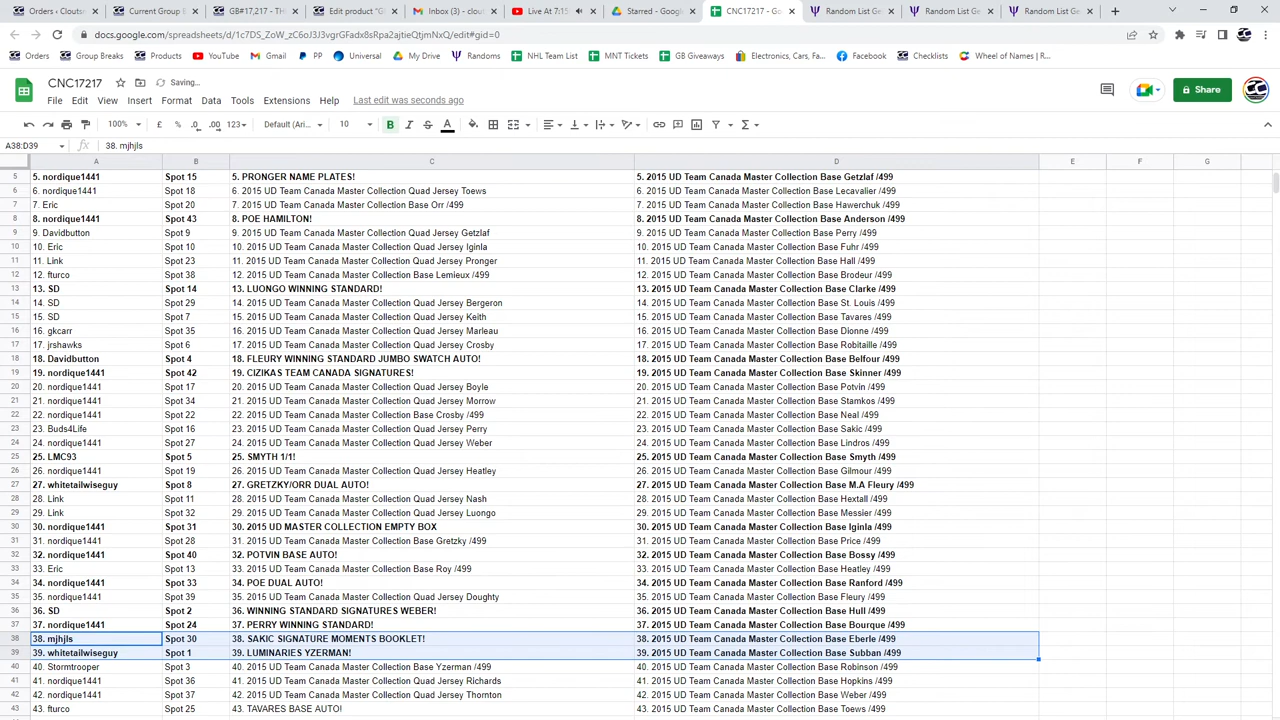 Orders ‹ Clouts
Current Group B
GB#17,217 - TH
Edit product "G
Inbox (3) - clou
Live At 7:15
Starred - Google
CNC17217 - Go
Random List Ge
Random List Ge
Random List Ge
docs.google.com/spreadsheets/d/1c7DS_ZoW_zC6oJ3J3vgrGFadx8sRpa2ajtieQtjmNxQ/edit#gid=0
Orders Group Breaks Products YouTube Gmail PP Universal My Drive Randoms NHL Team List MNT Tickets GB Giveaways Electronics, Cars, Fa... Facebook Checklists Wheel of Names | R...
CNC17217 Saving...
File Edit View Insert Format Data Tools Extensions Help Last edit was seconds ago
Share
100% £ % .0 .00 123 Default (Ari... 10 B I S A
A38:D39 fx 38. mjhjls
A B C D E F G
5 5. nordique1441 Spot 15 5. PRONGER NAME PLATES! 5. 2015 UD Team Canada Master Collection Base Getzlaf /499
6 6. nordique1441 Spot 18 6. 2015 UD Team Canada Master Collection Quad Jersey Toews 6. 2015 UD Team Canada Master Collection Base Lecavalier /499
7 7. Eric Spot 20 7. 2015 UD Team Canada Master Collection Base Orr /499 7. 2015 UD Team Canada Master Collection Base Hawerchuk /499
8 8. nordique1441 Spot 43 8. POE HAMILTON! 8. 2015 UD Team Canada Master Collection Base Anderson /499
9 9. Davidbutton Spot 9 9. 2015 UD Team Canada Master Collection Quad Jersey Getzlaf 9. 2015 UD Team Canada Master Collection Base Perry /499
10 10. Eric Spot 10 10. 2015 UD Team Canada Master Collection Quad Jersey Iginla 10. 2015 UD Team Canada Master Collection Base Fuhr /499
11 11. Link Spot 23 11. 2015 UD Team Canada Master Collection Quad Jersey Pronger 11. 2015 UD Team Canada Master Collection Base Hall /499
12 12. fturco Spot 38 12. 2015 UD Team Canada Master Collection Base Lemieux /499 12. 2015 UD Team Canada Master Collection Base Brodeur /499
13 13. SD Spot 14 13. LUONGO WINNING STANDARD! 13. 2015 UD Team Canada Master Collection Base Clarke /499
14 14. SD Spot 29 14. 2015 UD Team Canada Master Collection Quad Jersey Bergeron 14. 2015 UD Team Canada Master Collection Base St. Louis /499
15 15. SD Spot 7 15. 2015 UD Team Canada Master Collection Quad Jersey Keith 15. 2015 UD Team Canada Master Collection Base Tavares /499
16 16. gkcarr Spot 35 16. 2015 UD Team Canada Master Collection Quad Jersey Marleau 16. 2015 UD Team Canada Master Collection Base Dionne /499
17 17. jrshawks Spot 6 17. 2015 UD Team Canada Master Collection Quad Jersey Crosby 17. 2015 UD Team Canada Master Collection Base Robitaille /499
18 18. Davidbutton Spot 4 18. FLEURY WINNING STANDARD JUMBO SWATCH AUTO! 18. 2015 UD Team Canada Master Collection Base Belfour /499
19 19. nordique1441 Spot 42 19. CIZIKAS TEAM CANADA SIGNATURES! 19. 2015 UD Team Canada Master Collection Base Skinner /499
20 20. nordique1441 Spot 17 20. 2015 UD Team Canada Master Collection Quad Jersey Boyle 20. 2015 UD Team Canada Master Collection Base Potvin /499
21 21. nordique1441 Spot 34 21. 2015 UD Team Canada Master Collection Quad Jersey Morrow 21. 2015 UD Team Canada Master Collection Base Stamkos /499
22 22. nordique1441 Spot 16 22. 2015 UD Team Canada Master Collection Base Crosby /499 22. 2015 UD Team Canada Master Collection Base Neal /499
23 23. Buds4Life Spot 16 23. 2015 UD Team Canada Master Collection Quad Jersey Perry 23. 2015 UD Team Canada Master Collection Base Sakic /499
24 24. nordique1441 Spot 27 24. 2015 UD Team Canada Master Collection Quad Jersey Weber 24. 2015 UD Team Canada Master Collection Base Lindros /499
25 25. LMC93 Spot 5 25. SMYTH 1/1! 25. 2015 UD Team Canada Master Collection Base Smyth /499
26 26. nordique1441 Spot 19 26. 2015 UD Team Canada Master Collection Quad Jersey Heatley 26. 2015 UD Team Canada Master Collection Base Gilmour /499
27 27. whitetailwiseguy Spot 8 27. GRETZKY/ORR DUAL AUTO! 27. 2015 UD Team Canada Master Collection Base M.A Fleury /499
28 28. Link Spot 11 28. 2015 UD Team Canada Master Collection Quad Jersey Nash 28. 2015 UD Team Canada Master Collection Base Hextall /499
29 29. Link Spot 32 29. 2015 UD Team Canada Master Collection Quad Jersey Luongo 29. 2015 UD Team Canada Master Collection Base Messier /499
30 30. nordique1441 Spot 31 30. 2015 UD MASTER COLLECTION EMPTY BOX 30. 2015 UD Team Canada Master Collection Base Iginla /499
31 31. nordique1441 Spot 28 31. 2015 UD Team Canada Master Collection Base Gretzky /499 31. 2015 UD Team Canada Master Collection Base Price /499
32 32. nordique1441 Spot 40 32. POTVIN BASE AUTO! 32. 2015 UD Team Canada Master Collection Base Bossy /499
33 33. Eric Spot 13 33. 2015 UD Team Canada Master Collection Base Roy /499 33. 2015 UD Team Canada Master Collection Base Heatley /499
34 34. nordique1441 Spot 33 34. POE DUAL AUTO! 34. 2015 UD Team Canada Master Collection Base Ranford /499
35 35. nordique1441 Spot 39 35. 2015 UD Team Canada Master Collection Quad Jersey Doughty 35. 2015 UD Team Canada Master Collection Base Fleury /499
36 36. SD Spot 2 36. WINNING STANDARD SIGNATURES WEBER! 36. 2015 UD Team Canada Master Collection Base Hull /499
37 37. nordique1441 Spot 24 37. PERRY WINNING STANDARD! 37. 2015 UD Team Canada Master Collection Base Bourque /499
38 38. mjhjls Spot 30 38. SAKIC SIGNATURE MOMENTS BOOKLET! 38. 2015 UD Team Canada Master Collection Base Eberle /499
39 39. whitetailwiseguy Spot 1 39. LUMINARIES YZERMAN! 39. 2015 UD Team Canada Master Collection Base Subban /499
40 40. Stormtrooper Spot 3 40. 2015 UD Team Canada Master Collection Base Yzerman /499 40. 2015 UD Team Canada Master Collection Base Robinson /499
41 41. nordique1441 Spot 36 41. 2015 UD Team Canada Master Collection Quad Jersey Richards 41. 2015 UD Team Canada Master Collection Base Hopkins /499
42 42. nordique1441 Spot 37 42. 2015 UD Team Canada Master Collection Quad Jersey Thornton 42. 2015 UD Team Canada Master Collection Base Weber /499
43 43. fturco Spot 25 43. TAVARES BASE AUTO! 43. 2015 UD Team Canada Master Collection Base Toews /499